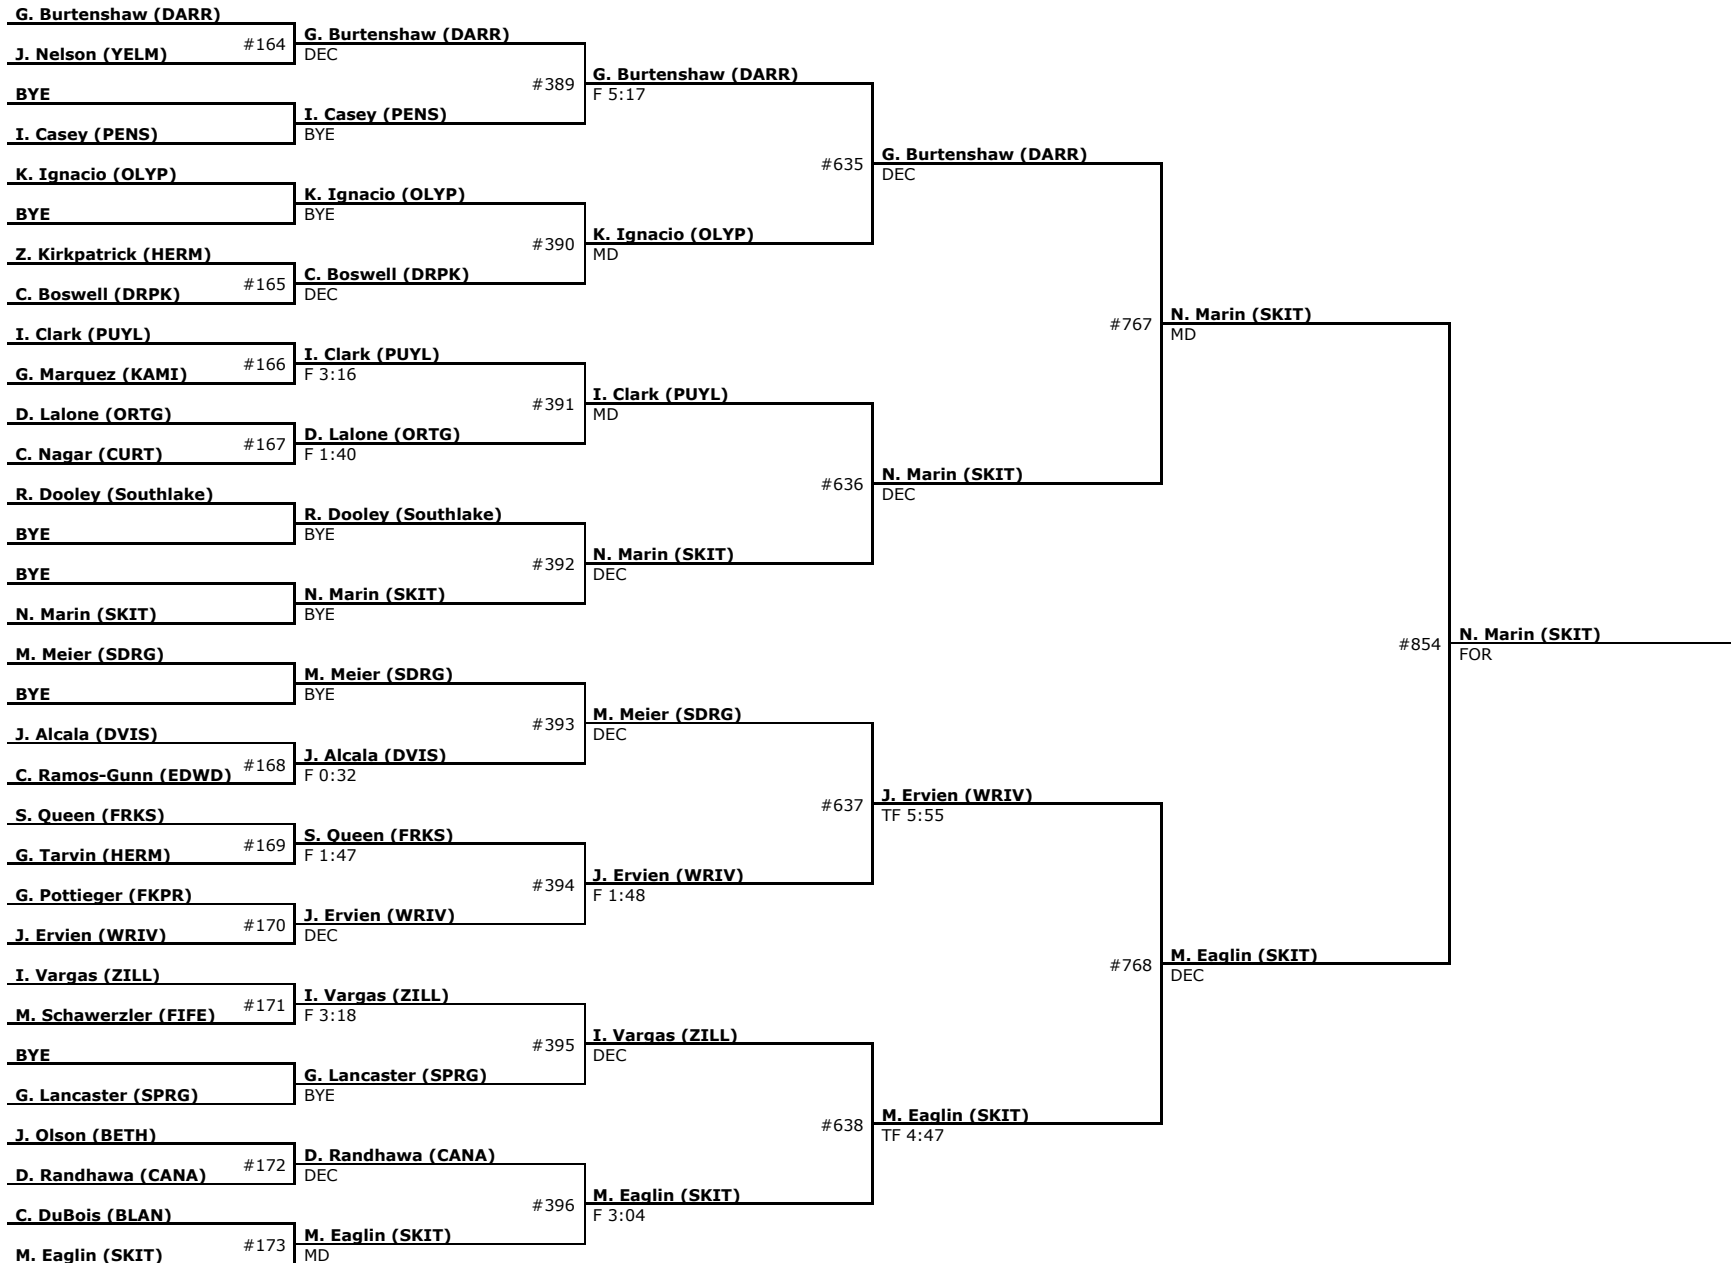 G. Burtenshaw (DARR)
J. Nelson (YELM)
BYE
I. Casey (PENS)
K. Ignacio (OLYP)
BYE
Z. Kirkpatrick (HERM)
C. Boswell (DRPK)
I. Clark (PUYL)
G. Marquez (KAMI)
D. Lalone (ORTG)
C. Nagar (CURT)
R. Dooley (Southlake)
BYE
BYE
N. Marin (SKIT)
M. Meier (SDRG)
BYE
J. Alcala (DVIS)
C. Ramos-Gunn (EDWD)
S. Queen (FRKS)
G. Tarvin (HERM)
G. Pottieger (FKPR)
J. Ervien (WRIV)
I. Vargas (ZILL)
M. Schawerzler (FIFE)
BYE
G. Lancaster (SPRG)
J. Olson (BETH)
D. Randhawa (CANA)
C. DuBois (BLAN)
M. Eaglin (SKIT)
#164
#165
#166
#167
#168
#169
#170
#171
#172
#173
G. Burtenshaw (DARR)
DEC
I. Casey (PENS)
BYE
K. Ignacio (OLYP)
BYE
C. Boswell (DRPK)
DEC
I. Clark (PUYL)
F 3:16
D. Lalone (ORTG)
F 1:40
R. Dooley (Southlake)
BYE
N. Marin (SKIT)
BYE
M. Meier (SDRG)
BYE
J. Alcala (DVIS)
F 0:32
S. Queen (FRKS)
F 1:47
J. Ervien (WRIV)
DEC
I. Vargas (ZILL)
F 3:18
G. Lancaster (SPRG)
BYE
D. Randhawa (CANA)
DEC
M. Eaglin (SKIT)
MD
#389
#390
#391
#392
#393
#394
#395
#396
G. Burtenshaw (DARR)
F 5:17
K. Ignacio (OLYP)
MD
I. Clark (PUYL)
MD
N. Marin (SKIT)
DEC
M. Meier (SDRG)
DEC
J. Ervien (WRIV)
F 1:48
I. Vargas (ZILL)
DEC
M. Eaglin (SKIT)
F 3:04
#635
#636
#637
#638
G. Burtenshaw (DARR)
DEC
N. Marin (SKIT)
DEC
J. Ervien (WRIV)
TF 5:55
M. Eaglin (SKIT)
TF 4:47
#767
#768
N. Marin (SKIT)
MD
M. Eaglin (SKIT)
DEC
#854
N. Marin (SKIT)
FOR